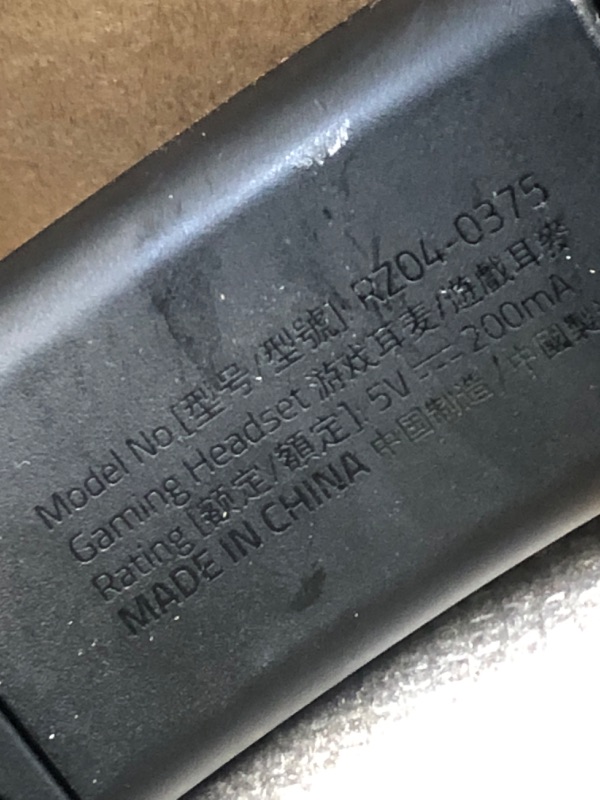 Model No.[型号/型號]: RZ04-0375
Gaming Headset 游戏耳麦/遊戲耳麥
Rating [额定/額定]: 5V ⎓ 200mA
MADE IN CHINA 中国制造 / 中國製